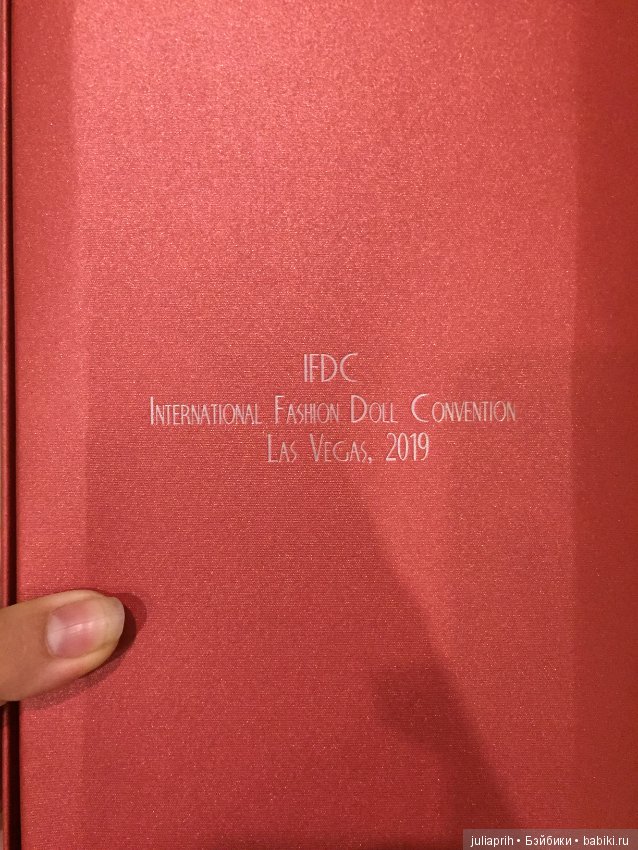 IFDC
International Fashion Doll Convention
Las Vegas, 2019
juliaprih • Бэйбики • babiki.ru